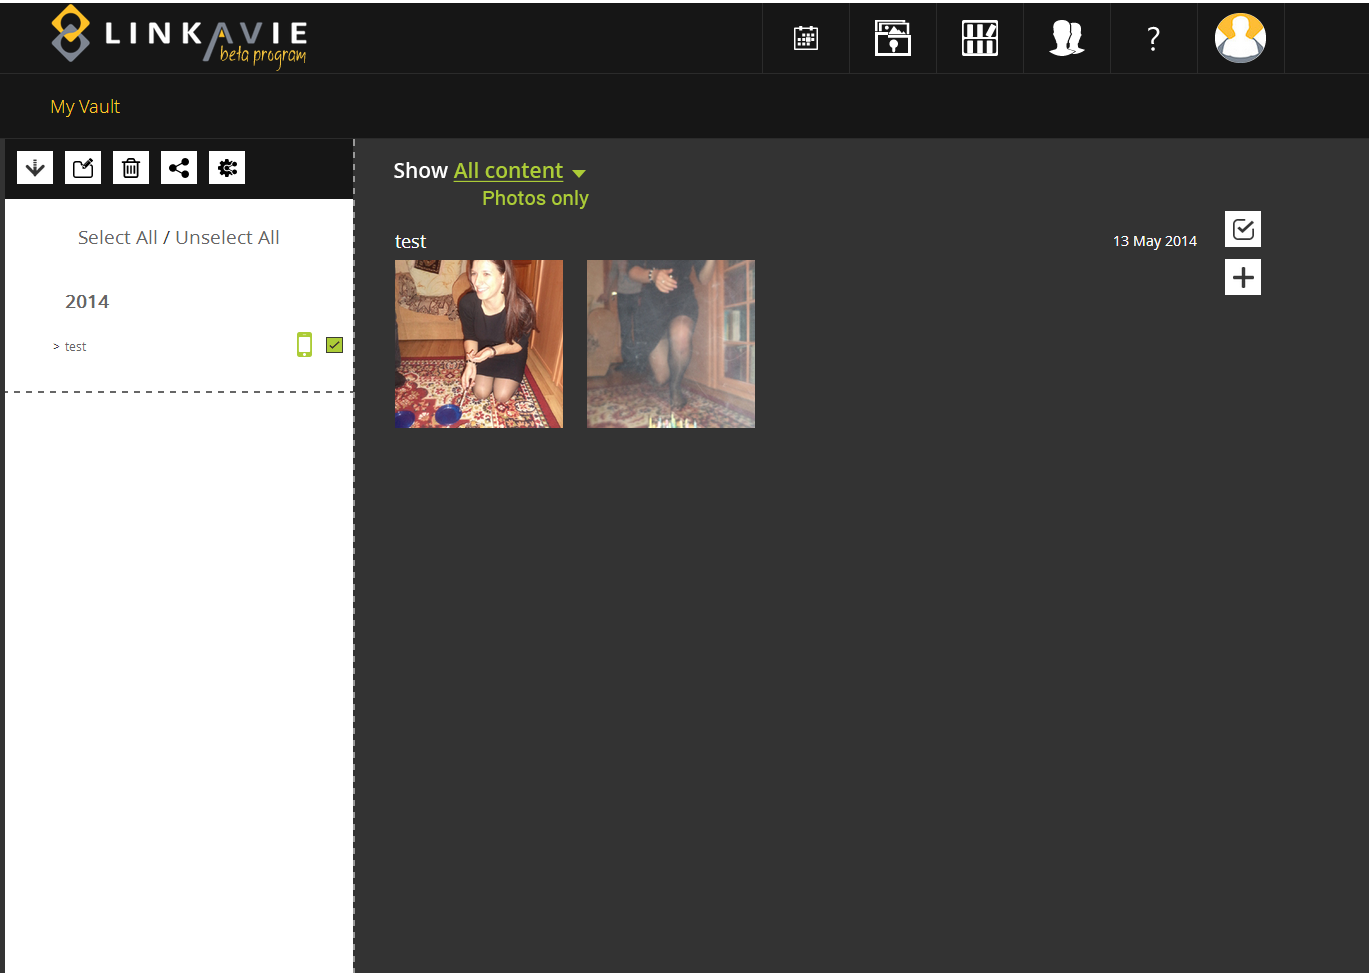 LINKAVIE
beta program
?
My Vault
Show All content
Photos only
Select All / Unselect All
test
13 May 2014
2014
> test